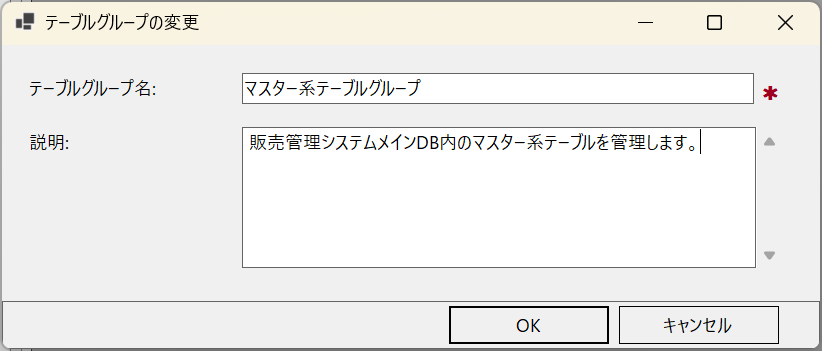 テーブルグループの変更
テーブルグループ名:
マスター系テーブルグループ
*
説明:
販売管理システムメインDB内のマスター系テーブルを管理します。
OK
キャンセル